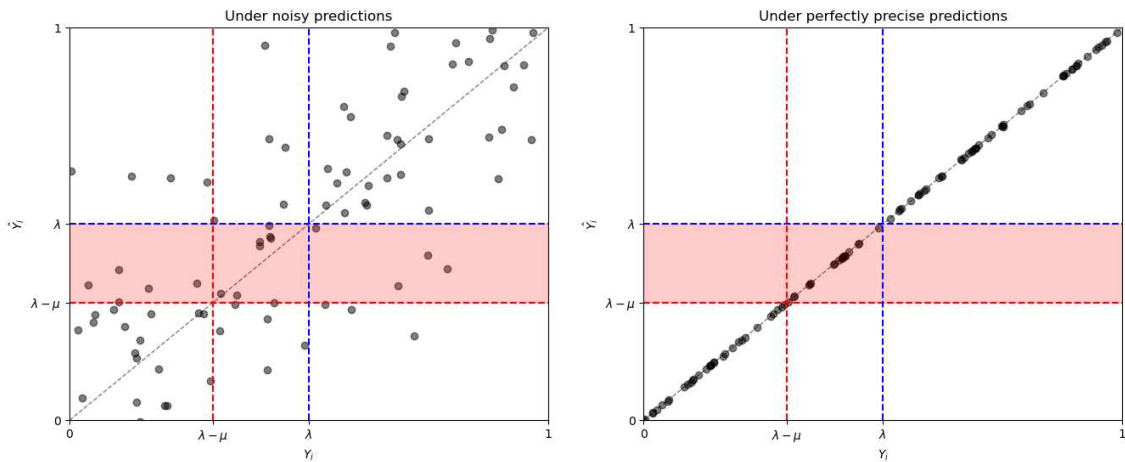 Under noisy predictions
1
λ
λ − μ
0
Ŷᵢ
0
λ − μ
λ
1
Yᵢ
Under perfectly precise predictions
1
λ
λ − μ
0
Ŷᵢ
0
λ − μ
λ
1
Yᵢ